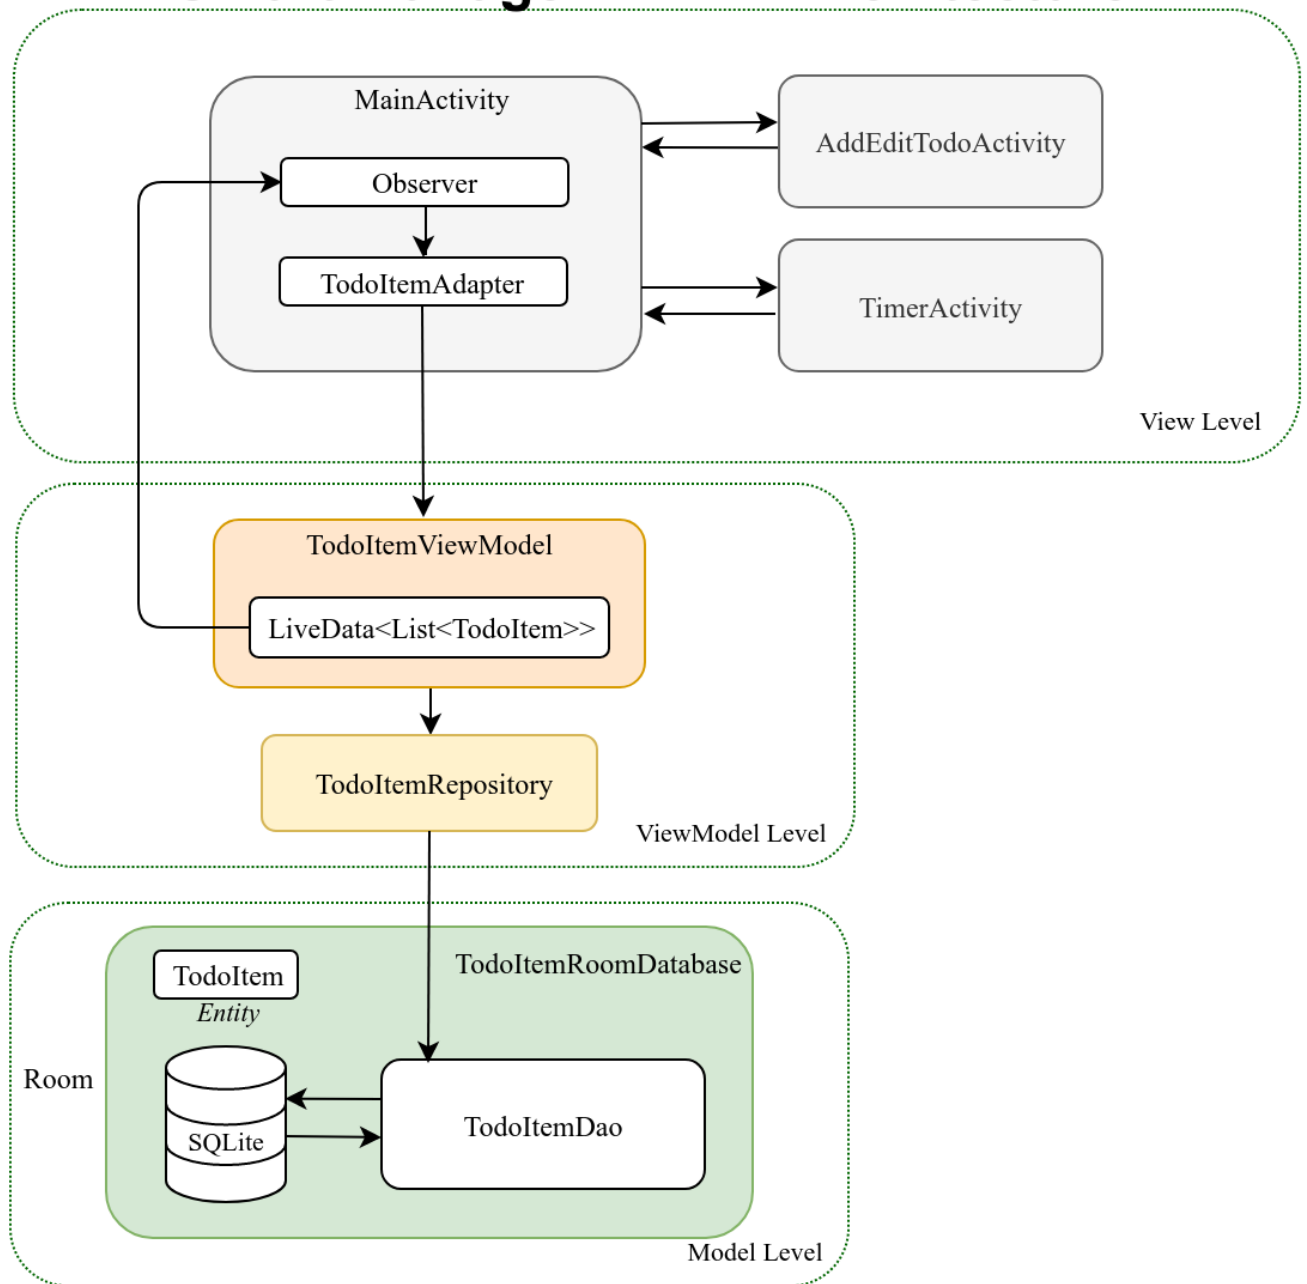 MainActivity
Observer
TodoItemAdapter
AddEditTodoActivity
TimerActivity
View Level
TodoItemViewModel
LiveData<List<TodoItem>>
TodoItemRepository
ViewModel Level
TodoItem
Entity
TodoItemRoomDatabase
Room
SQLite
TodoItemDao
Model Level